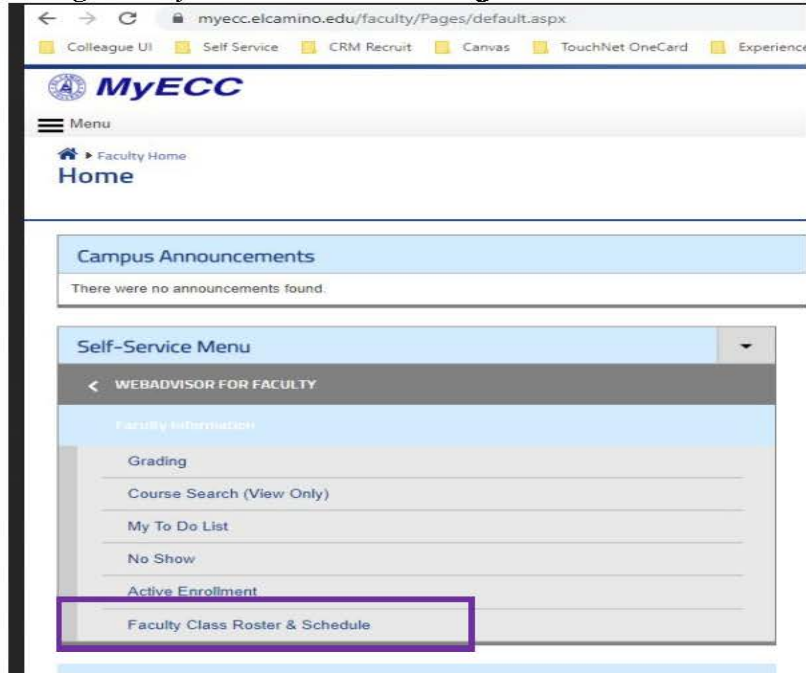 myecc.elcamino.edu/faculty/Pages/default.aspx
Colleague UI Self Service CRM Recruit Canvas TouchNet OneCard Experience
MyECC
Menu
Faculty Home
Home
Campus Announcements
There were no announcements found.
Self-Service Menu
WEBADVISOR FOR FACULTY
Faculty Information
Grading
Course Search (View Only)
My To Do List
No Show
Active Enrollment
Faculty Class Roster & Schedule